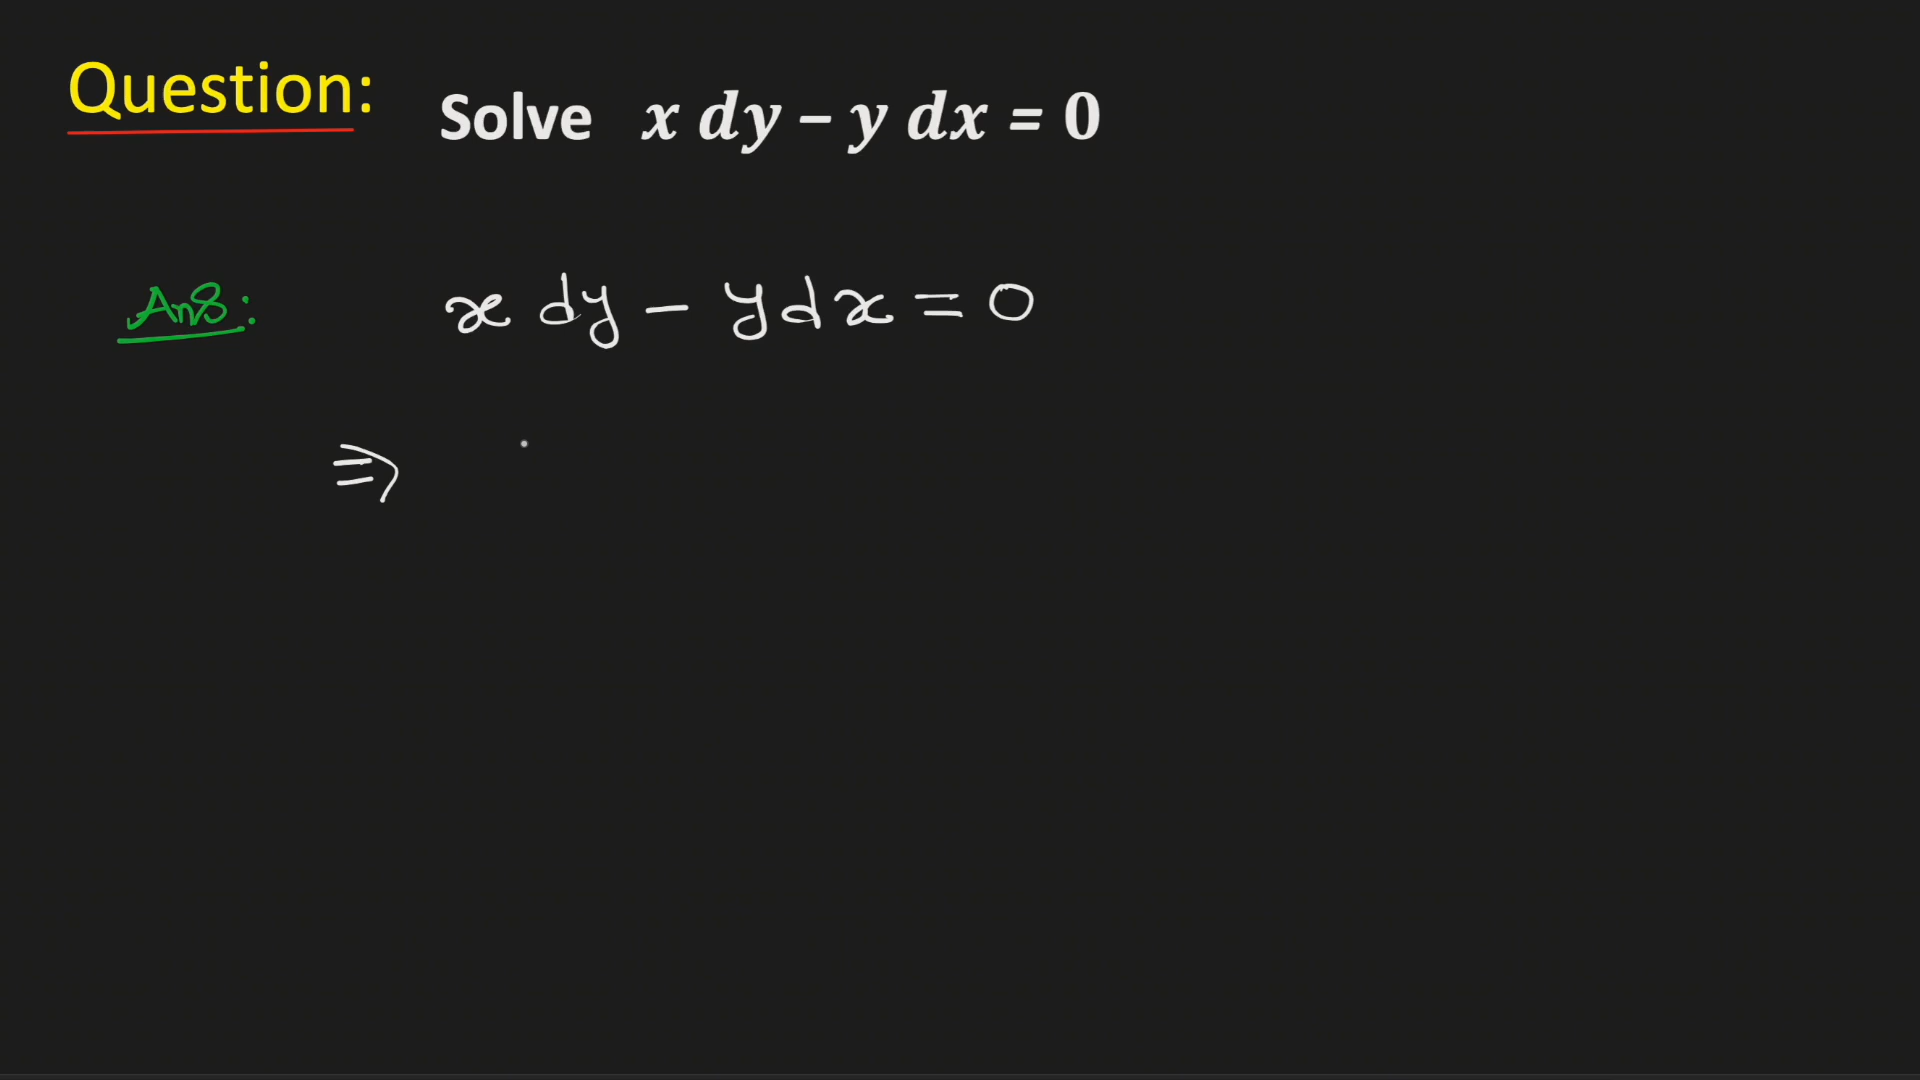 Question: Solve x dy – y dx = 0
Ans: x dy – y dx = 0
⇒